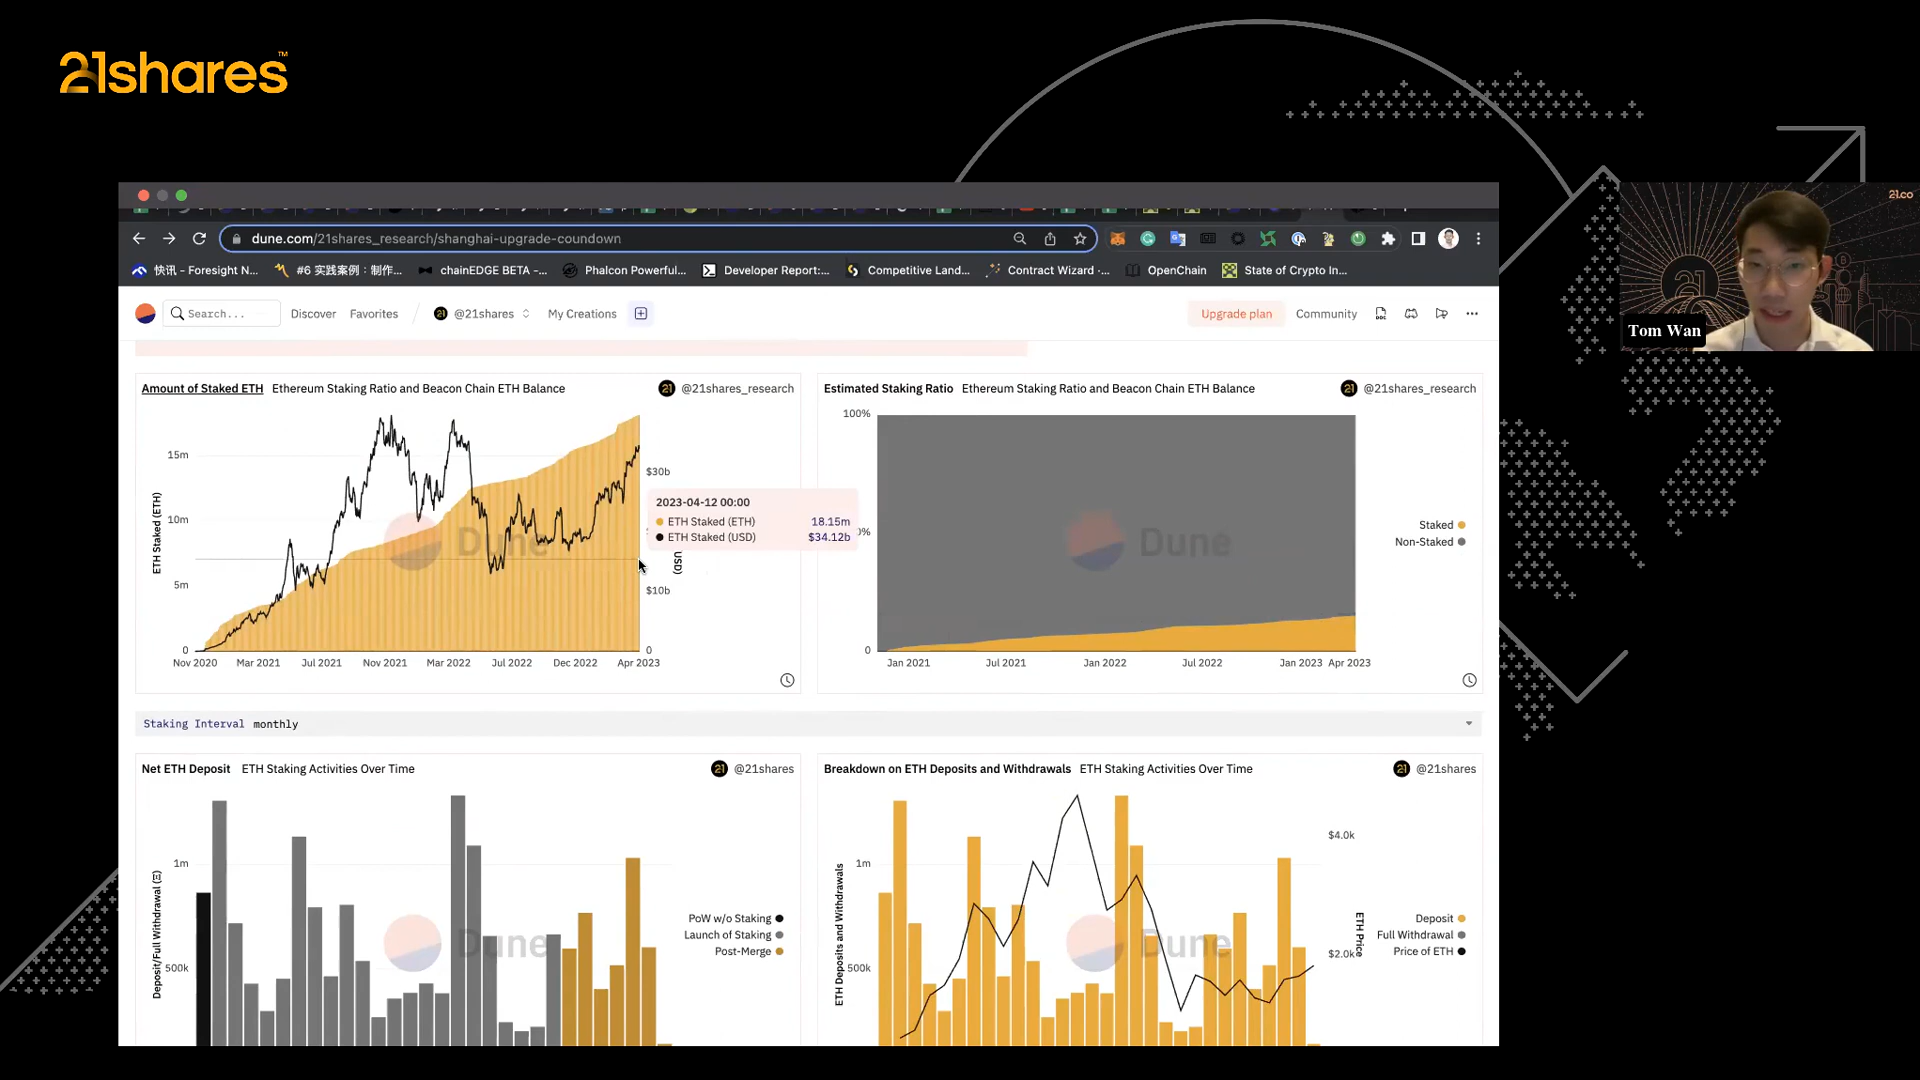 21shares™
21.co
Tom Wan
dune.com/21shares_research/shanghai-upgrade-coundown
快讯 - Foresight N...
#6 实践案例：制作...
chainEDGE BETA -...
Phalcon Powerful...
Developer Report:...
Competitive Land...
Contract Wizard -...
OpenChain
State of Crypto In...
Search...
Discover
Favorites
/
@21shares
My Creations
Upgrade plan
Community
Amount of Staked ETH Ethereum Staking Ratio and Beacon Chain ETH Balance
@21shares_research
15m
10m
5m
0
ETH Staked (ETH)
$30b
$10b
0
USD)
Dune
2023-04-12 00:00
ETH Staked (ETH) 18.15m
ETH Staked (USD) $34.12b
Nov 2020 Mar 2021 Jul 2021 Nov 2021 Mar 2022 Jul 2022 Dec 2022 Apr 2023
Estimated Staking Ratio Ethereum Staking Ratio and Beacon Chain ETH Balance
@21shares_research
100%
0%
0
Dune
Staked
Non-Staked
Jan 2021 Jul 2021 Jan 2022 Jul 2022 Jan 2023 Apr 2023
Staking Interval monthly
Net ETH Deposit ETH Staking Activities Over Time
@21shares
1m
500k
Deposit/Full Withdrawal (Ξ)
Dune
PoW w/o Staking
Launch of Staking
Post-Merge
Breakdown on ETH Deposits and Withdrawals ETH Staking Activities Over Time
@21shares
1m
500k
ETH Deposits and Withdrawals
Dune
$4.0k
$2.0k
ETH Price
Deposit
Full Withdrawal
Price of ETH